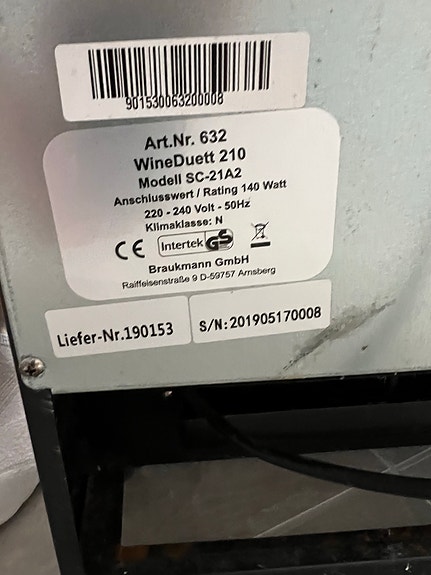 901530063200008
Art.Nr. 632
WineDuett 210
Modell SC-21A2
Anschlusswert / Rating 140 Watt
220 - 240 Volt - 50Hz
Klimaklasse: N
CE Intertek GS
Braukmann GmbH
Raiffeisenstraße 9 D-59757 Arnsberg
Liefer-Nr.190153
S/N:201905170008